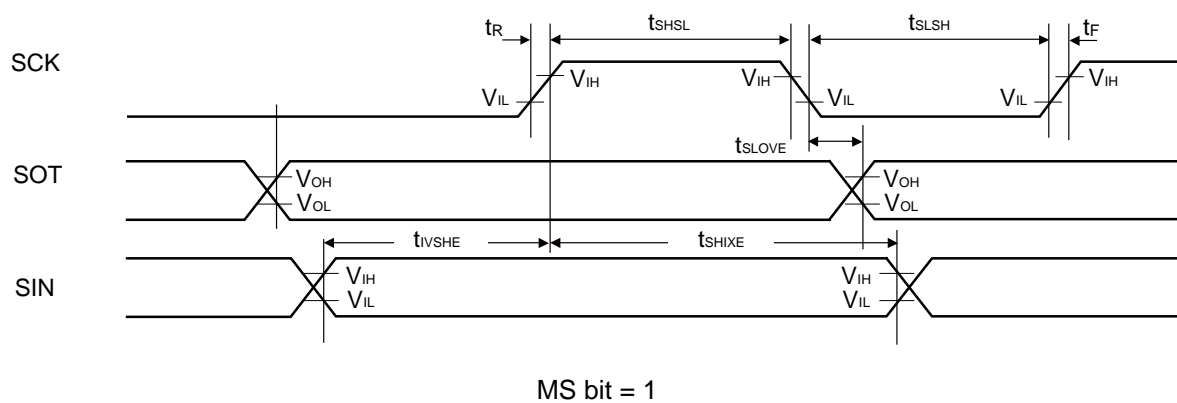 tR tSHSL tSLSH tF
SCK VIH VIH VIH
VIL VIL VIL
tSLOVE
SOT VOH VOH
VOL VOL
tIVSHE tSHIXE
SIN VIH VIH
VIL VIL
MS bit = 1